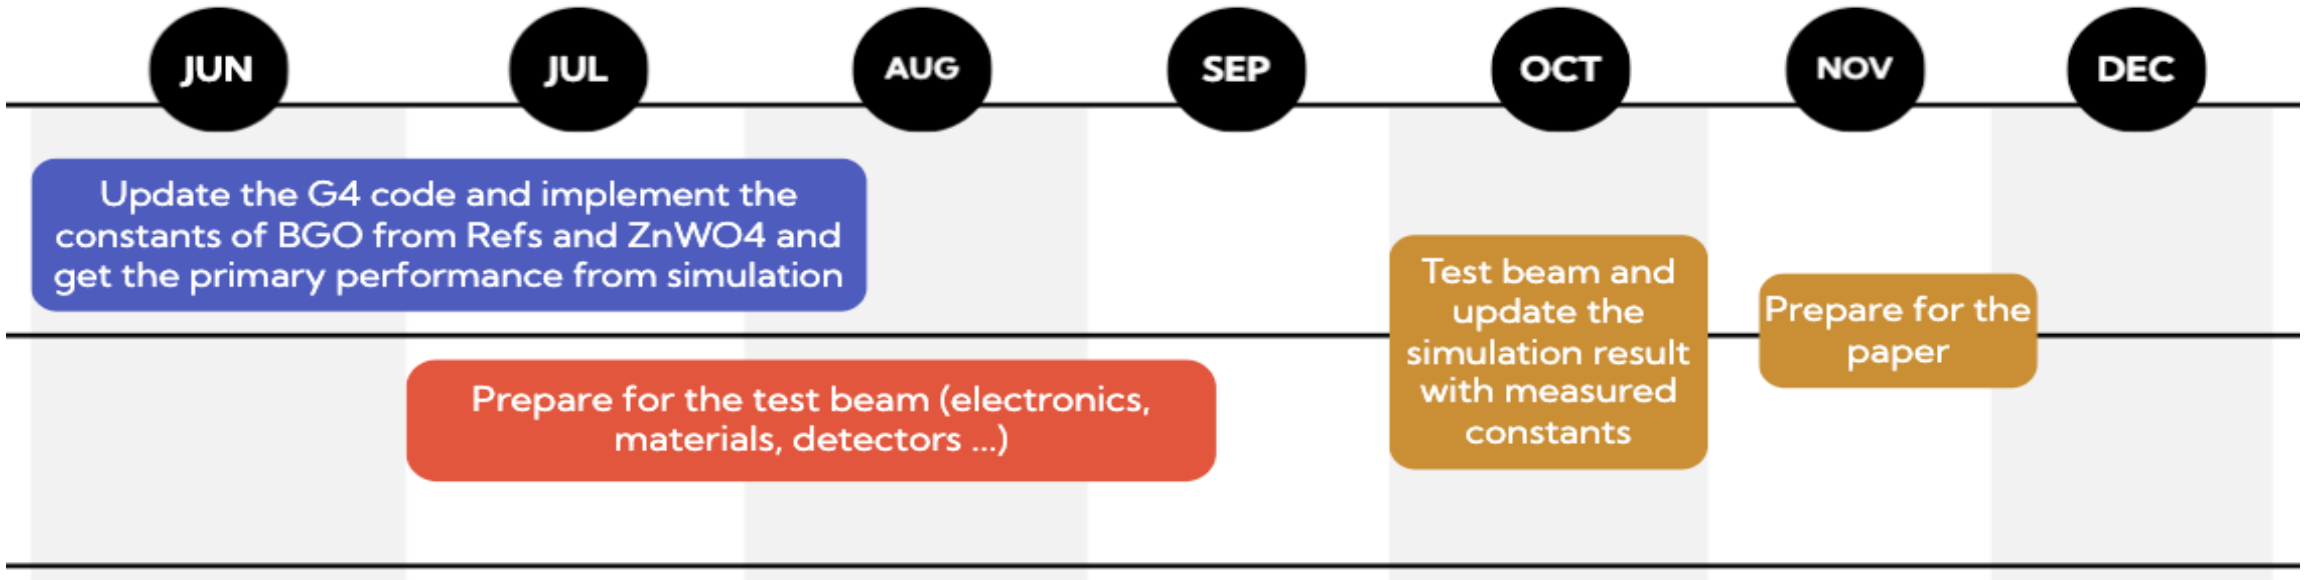 JUN
JUL
AUG
SEP
OCT
NOV
DEC
Update the G4 code and implement the
constants of BGO from Refs and ZnWO4 and
get the primary performance from simulation
Prepare for the test beam (electronics,
materials, detectors ...)
Test beam and
update the
simulation result
with measured
constants
Prepare for the
paper